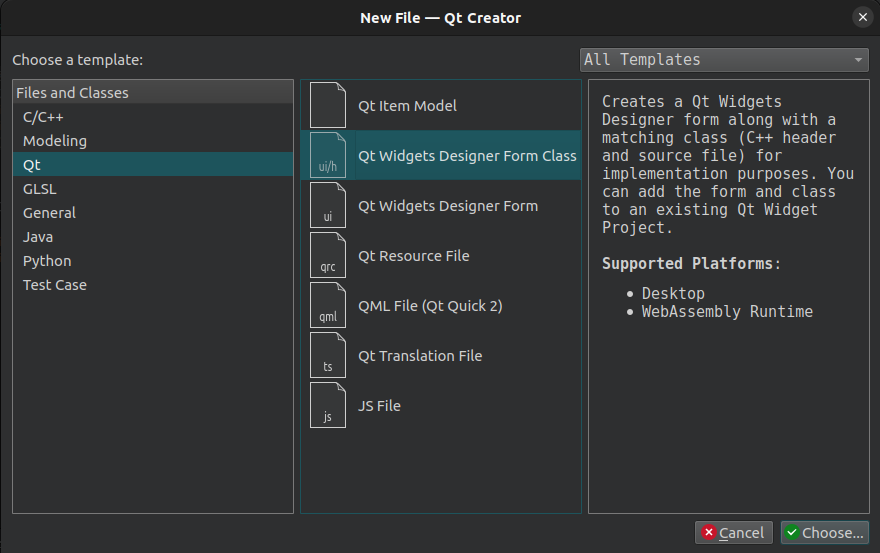 New File — Qt Creator
Choose a template:
All Templates
Files and Classes
C/C++
Modeling
Qt
GLSL
General
Java
Python
Test Case
Qt Item Model
ui/h
Qt Widgets Designer Form Class
ui
Qt Widgets Designer Form
qrc
Qt Resource File
qml
QML File (Qt Quick 2)
ts
Qt Translation File
js
JS File
Creates a Qt Widgets
Designer form along with a
matching class (C++ header
and source file) for
implementation purposes. You
can add the form and class
to an existing Qt Widget
Project.
Supported Platforms:
• Desktop
• WebAssembly Runtime
Cancel
Choose...